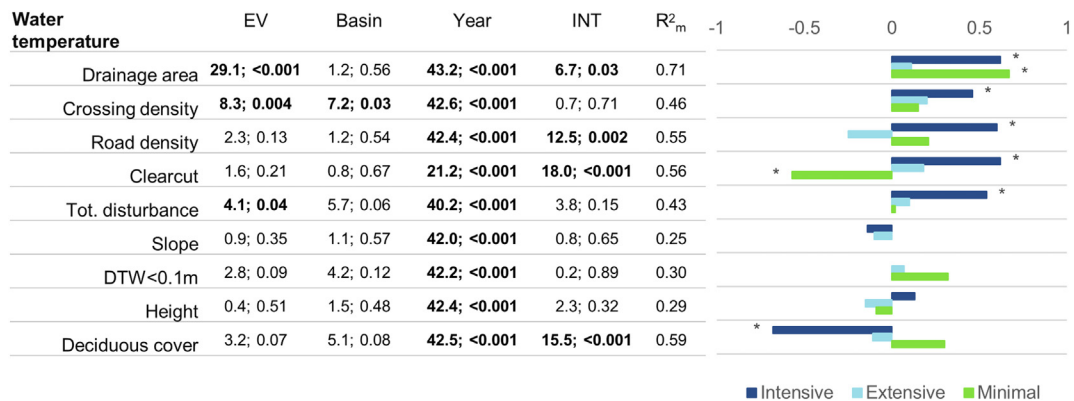 Water temperature EV Basin Year INT R²m -1 -0.5 0 0.5 1
Drainage area 29.1; <0.001 1.2; 0.56 43.2; <0.001 6.7; 0.03 0.71 * *
Crossing density 8.3; 0.004 7.2; 0.03 42.6; <0.001 0.7; 0.71 0.46 *
Road density 2.3; 0.13 1.2; 0.54 42.4; <0.001 12.5; 0.002 0.55 *
Clearcut 1.6; 0.21 0.8; 0.67 21.2; <0.001 18.0; <0.001 0.56 * *
Tot. disturbance 4.1; 0.04 5.7; 0.06 40.2; <0.001 3.8; 0.15 0.43 *
Slope 0.9; 0.35 1.1; 0.57 42.0; <0.001 0.8; 0.65 0.25
DTW<0.1m 2.8; 0.09 4.2; 0.12 42.2; <0.001 0.2; 0.89 0.30
Height 0.4; 0.51 1.5; 0.48 42.4; <0.001 2.3; 0.32 0.29
Deciduous cover 3.2; 0.07 5.1; 0.08 42.5; <0.001 15.5; <0.001 0.59 *
Intensive Extensive Minimal